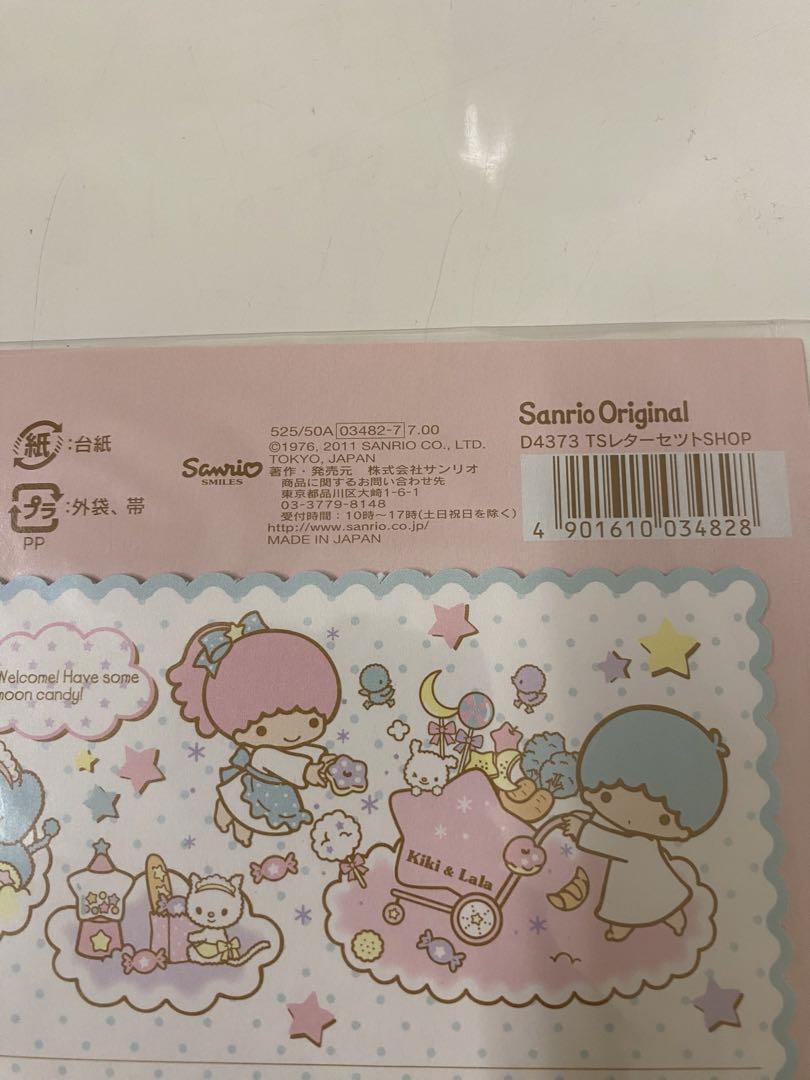 紙:台紙
プラ:外袋、帯
PP
Sanrio
SMILES
525/50A 03482-7 7.00
©1976, 2011 SANRIO CO., LTD.
TOKYO, JAPAN
著作・発売元 株式会社サンリオ
商品に関するお問い合わせ先
東京都品川区大崎1-6-1
03-3779-8148
受付時間:10時〜17時(土日祝日を除く)
http://www.sanrio.co.jp/
MADE IN JAPAN
Sanrio Original
D4373 TSレターセットSHOP
4 901610 034828
Welcome! Have some
moon candy!
Kiki & Lala